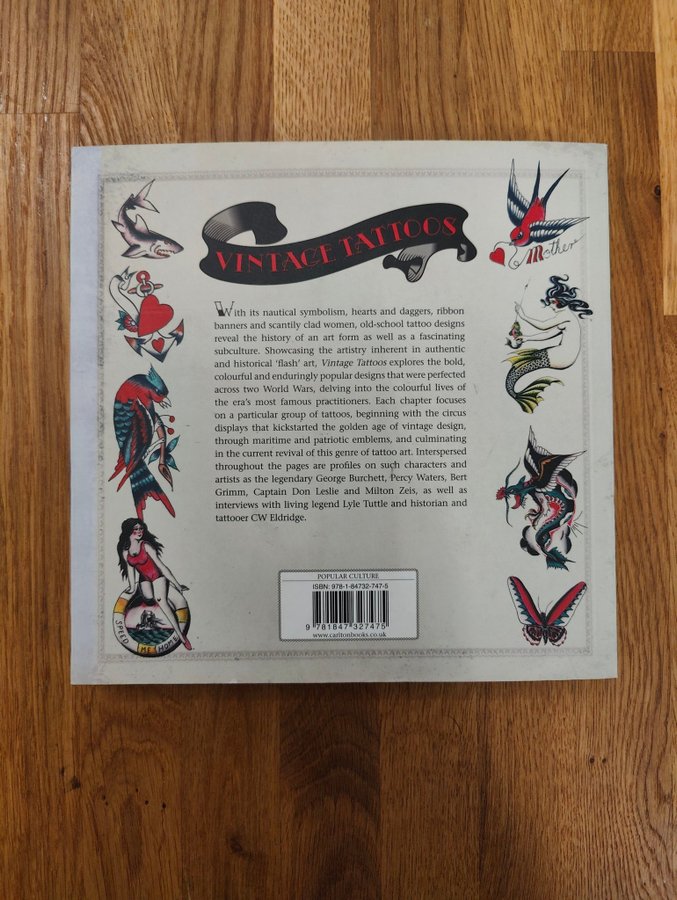 VINTAGE TATTOOS
Mother
With its nautical symbolism, hearts and daggers, ribbon
banners and scantily clad women, old-school tattoo designs
reveal the history of an art form as well as a fascinating
subculture. Showcasing the artistry inherent in authentic
and historical 'flash' art, Vintage Tattoos explores the bold,
colourful and enduringly popular designs that were perfected
across two World Wars, delving into the colourful lives of
the era's most famous practitioners. Each chapter focuses
on a particular group of tattoos, beginning with the circus
displays that kickstarted the golden age of vintage design,
through maritime and patriotic emblems, and culminating
in the current revival of this genre of tattoo art. Interspersed
throughout the pages are profiles on such characters and
artists as the legendary George Burchett, Percy Waters, Bert
Grimm, Captain Don Leslie and Milton Zeis, as well as
interviews with living legend Lyle Tuttle and historian and
tattooer CW Eldridge.
SPEED ME HOME
POPULAR CULTURE
ISBN: 978-1-84732-747-5
9 781847 327475
www.carltonbooks.co.uk